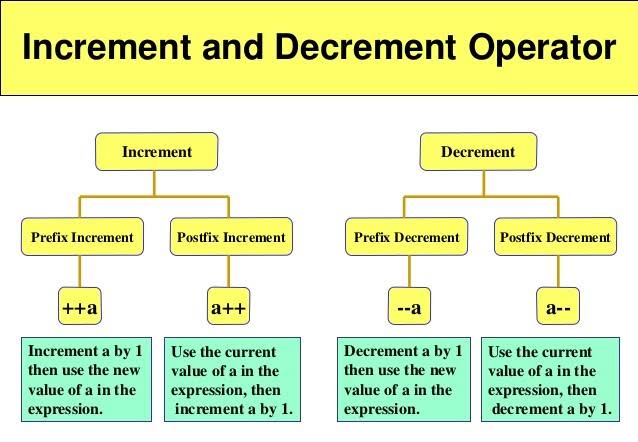 Increment and Decrement Operator
Increment
Decrement
Prefix Increment
Postfix Increment
Prefix Decrement
Postfix Decrement
++a
a++
--a
a--
Increment a by 1
then use the new
value of a in the
expression.
Use the current
value of a in the
expression, then
increment a by 1.
Decrement a by 1
then use the new
value of a in the
expression.
Use the current
value of a in the
expression, then
decrement a by 1.